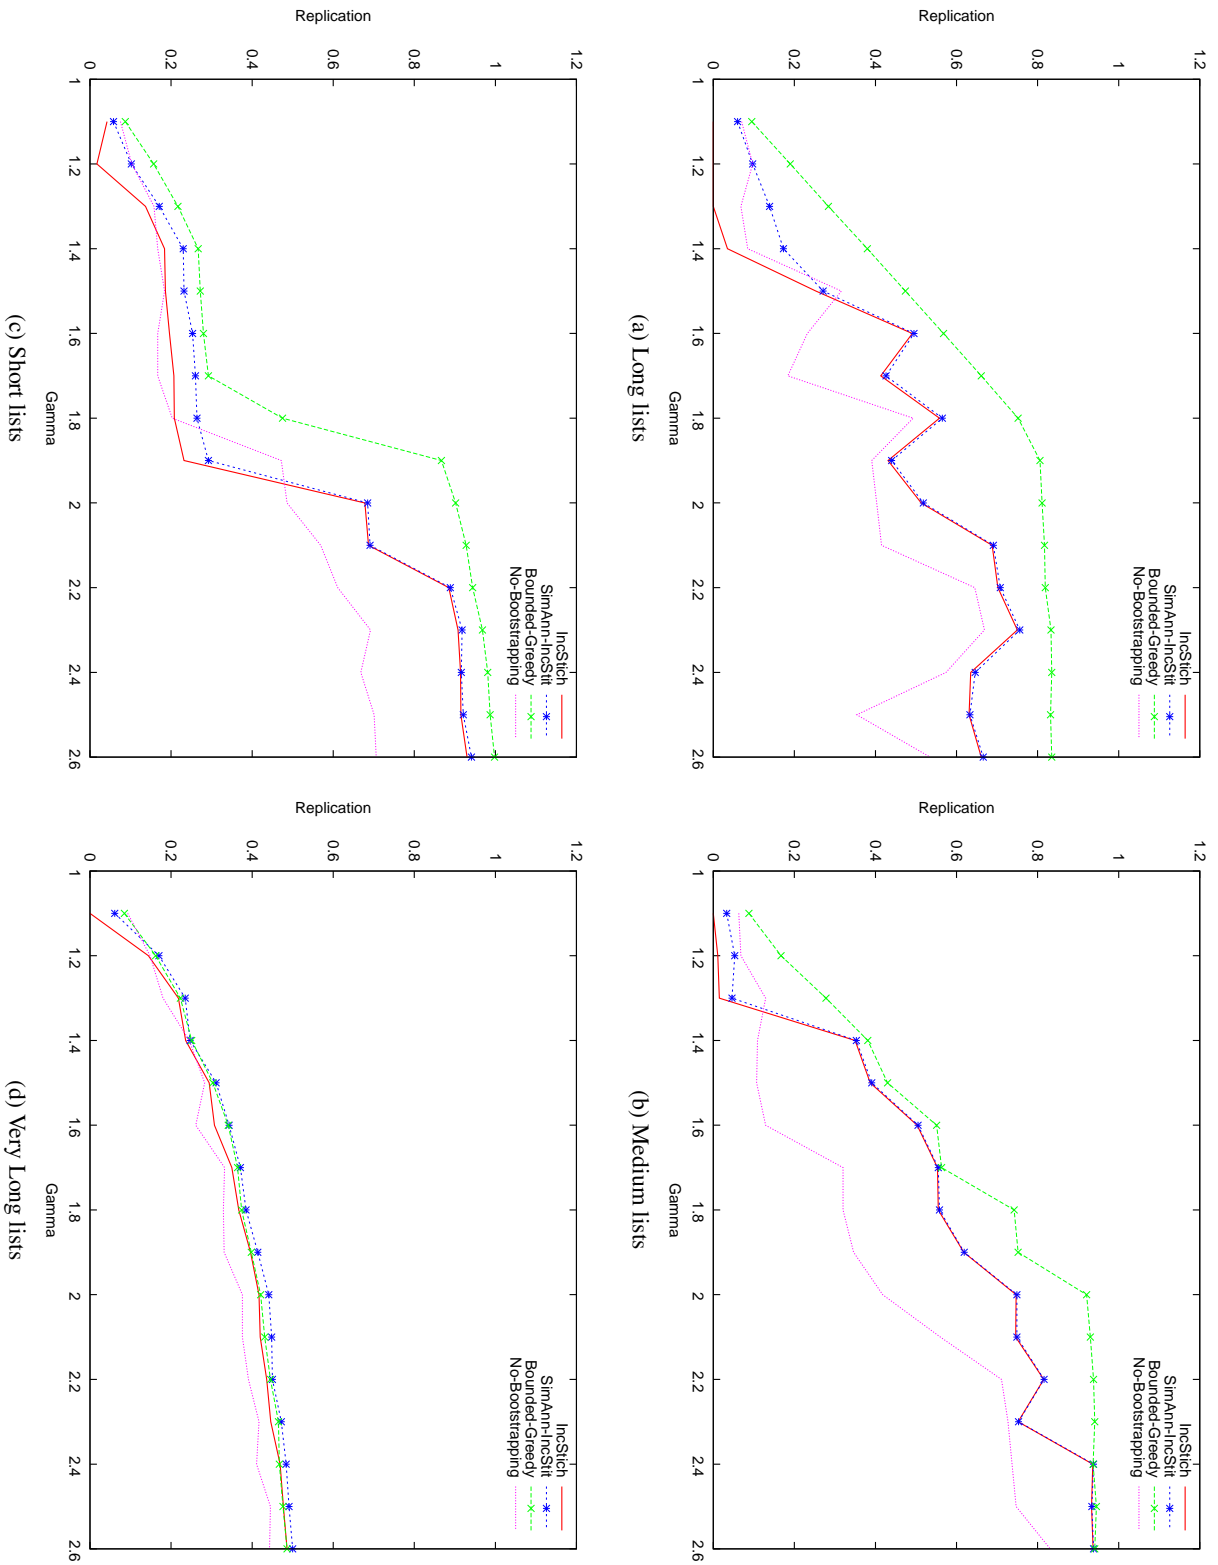 1.2
1
0.8
0.6
0.4
0.2
0
1
1.2
1.4
1.6
1.8
2
2.2
2.4
2.6
Replication
Gamma
IncStich
SimAnn-IncStit
Bounded-Greedy
No-Bootstrapping
(a) Long lists
1.2
1
0.8
0.6
0.4
0.2
0
1
1.2
1.4
1.6
1.8
2
2.2
2.4
2.6
Replication
Gamma
IncStich
SimAnn-IncStit
Bounded-Greedy
No-Bootstrapping
(b) Medium lists
1.2
1
0.8
0.6
0.4
0.2
0
1
1.2
1.4
1.6
1.8
2
2.2
2.4
2.6
Replication
Gamma
IncStich
SimAnn-IncStit
Bounded-Greedy
No-Bootstrapping
(c) Short lists
1.2
1
0.8
0.6
0.4
0.2
0
1
1.2
1.4
1.6
1.8
2
2.2
2.4
2.6
Replication
Gamma
IncStich
SimAnn-IncStit
Bounded-Greedy
No-Bootstrapping
(d) Very Long lists